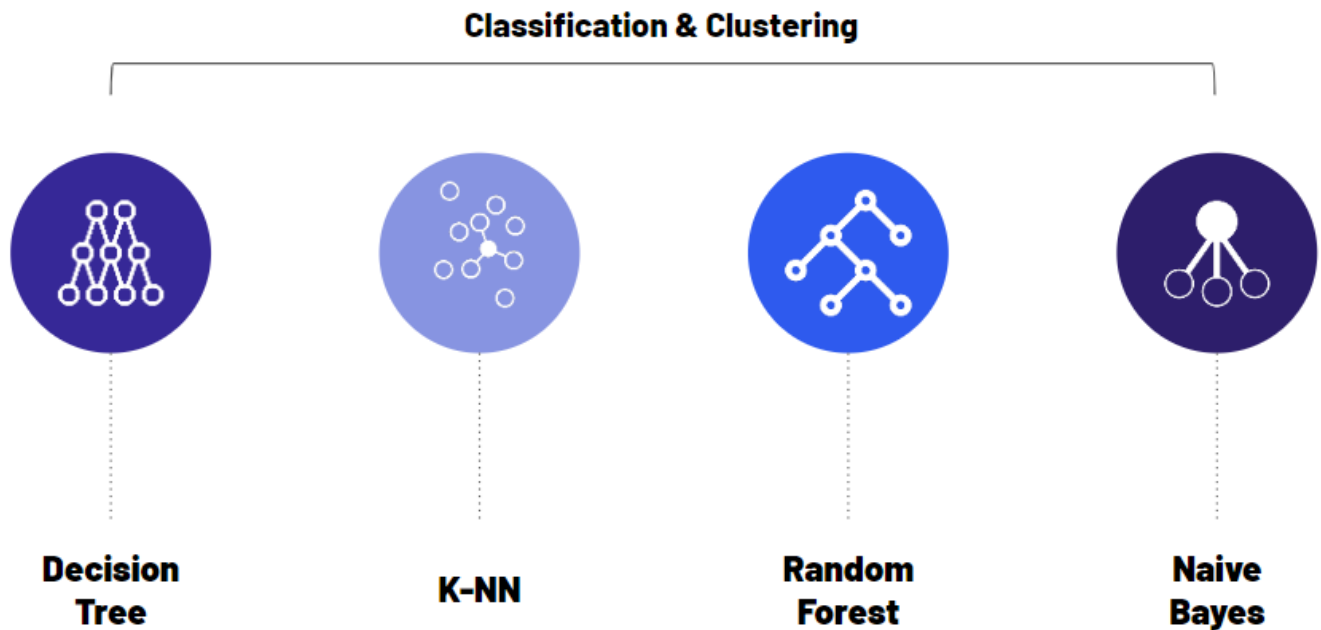 Classification & Clustering
Decision
Tree
K-NN
Random
Forest
Naive
Bayes